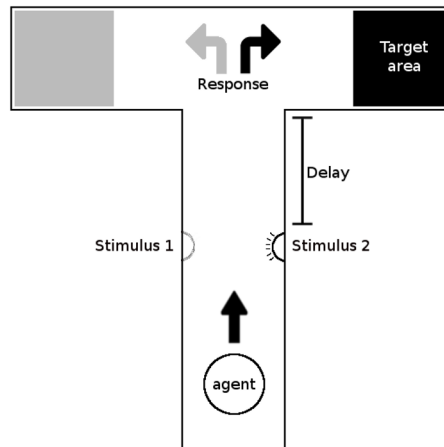 Target
area
Response
Delay
Stimulus 1
Stimulus 2
agent